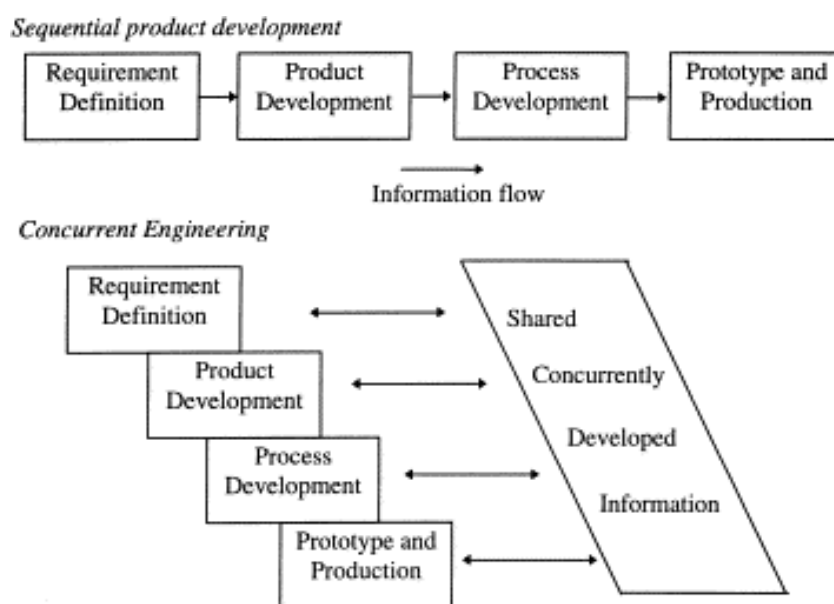 Sequential product development
Requirement
Definition
Product
Development
Process
Development
Prototype and
Production
Information flow
Concurrent Engineering
Requirement
Definition
Product
Development
Process
Development
Prototype and
Production
Shared
Concurrently
Developed
Information